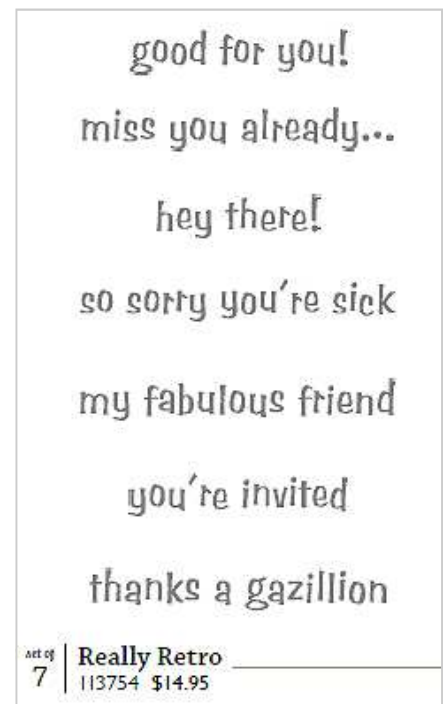 good for you!
miss you already...
hey there!
so sorry you're sick
my fabulous friend
you're invited
thanks a gazillion
set of
7
Really Retro
113754 $14.95